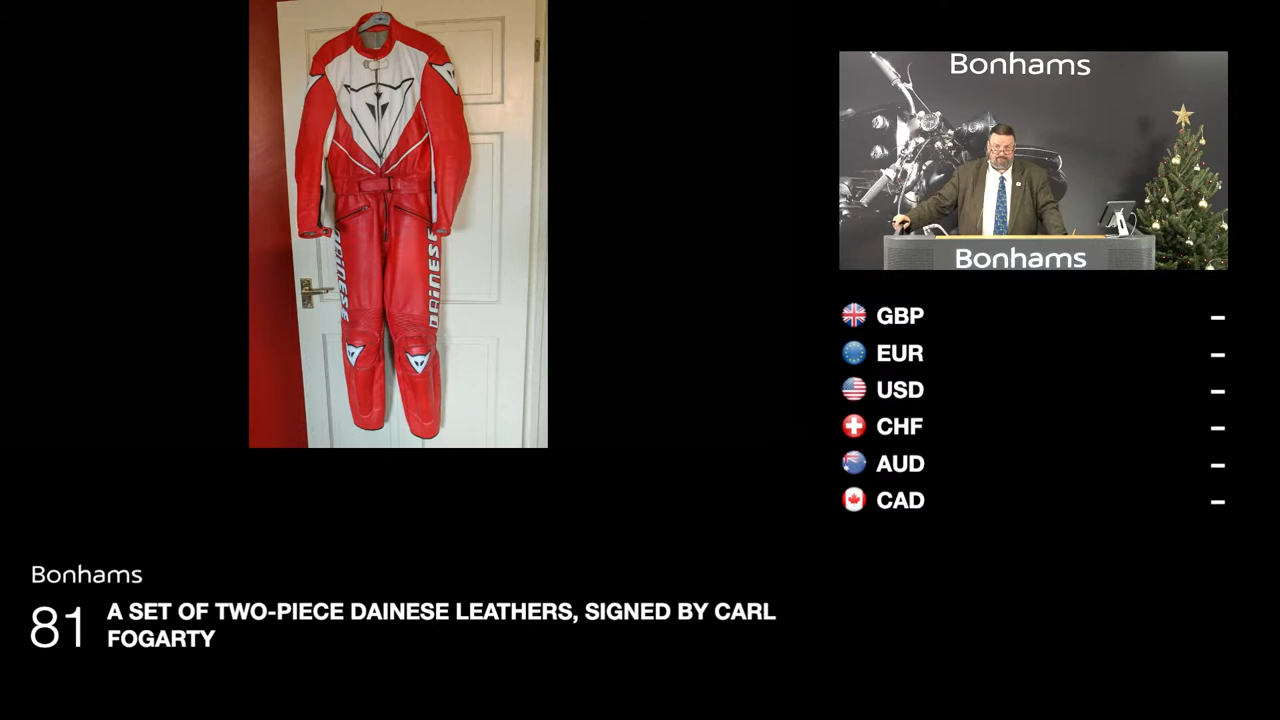 Bonhams
Bonhams
DAINESE
DAINESE
GBP –
EUR –
USD –
CHF –
AUD –
CAD –
Bonhams
81
A SET OF TWO-PIECE DAINESE LEATHERS, SIGNED BY CARL
FOGARTY